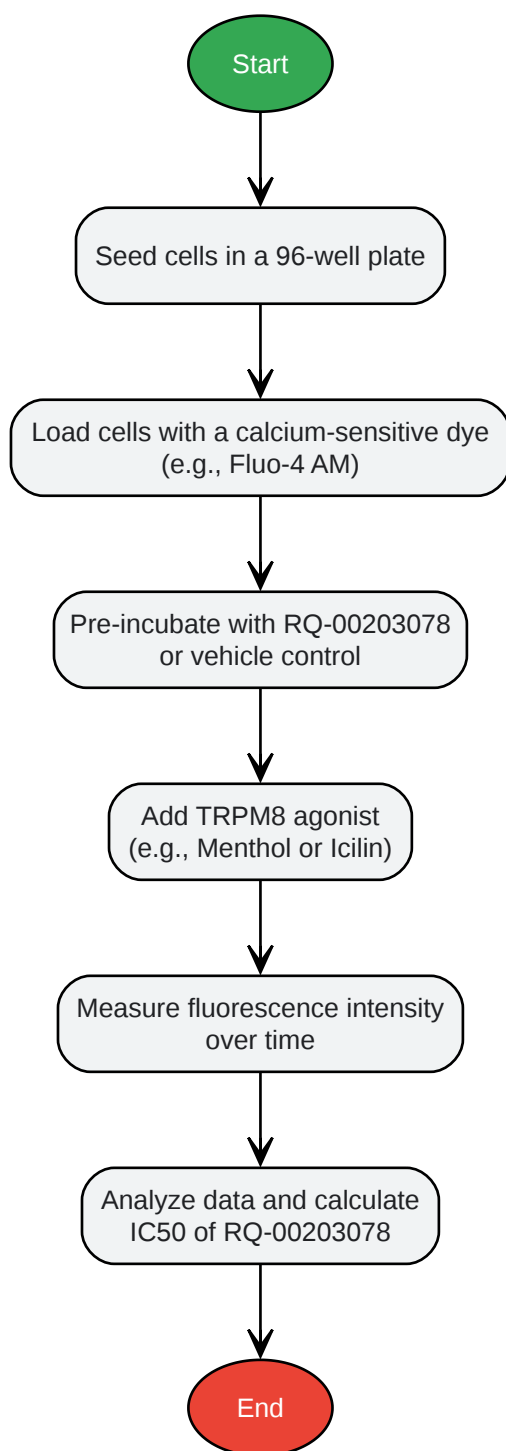 Start
Seed cells in a 96-well plate
Load cells with a calcium-sensitive dye
(e.g., Fluo-4 AM)
Pre-incubate with RQ-00203078
or vehicle control
Add TRPM8 agonist
(e.g., Menthol or Icilin)
Measure fluorescence intensity
over time
Analyze data and calculate
IC50 of RQ-00203078
End